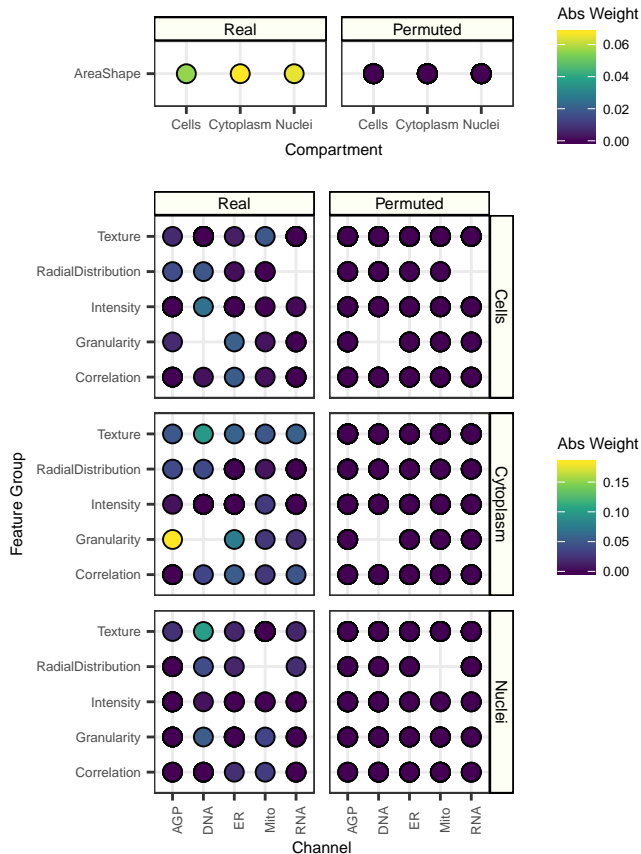 Real Permuted
AreaShape
Cells Cytoplasm Nuclei Cells Cytoplasm Nuclei
Compartment
Abs Weight
0.06
0.04
0.02
0.00
Real Permuted
Texture
RadialDistribution
Intensity
Granularity
Correlation
Cells
Texture
RadialDistribution
Intensity
Granularity
Correlation
Cytoplasm
Texture
RadialDistribution
Intensity
Granularity
Correlation
Nuclei
Feature Group
AGP DNA ER Mito RNA AGP DNA ER Mito RNA
Channel
Abs Weight
0.15
0.10
0.05
0.00